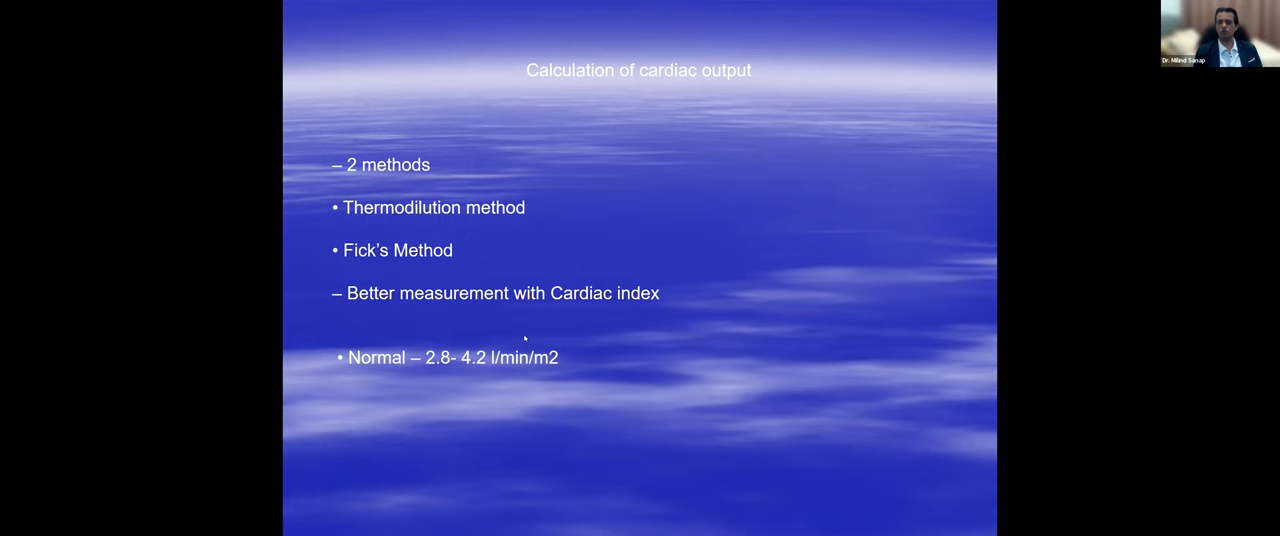 Calculation of cardiac output
– 2 methods
• Thermodilution method
• Fick’s Method
– Better measurement with Cardiac index
• Normal – 2.8- 4.2 l/min/m2
Dr. Milind Sanap